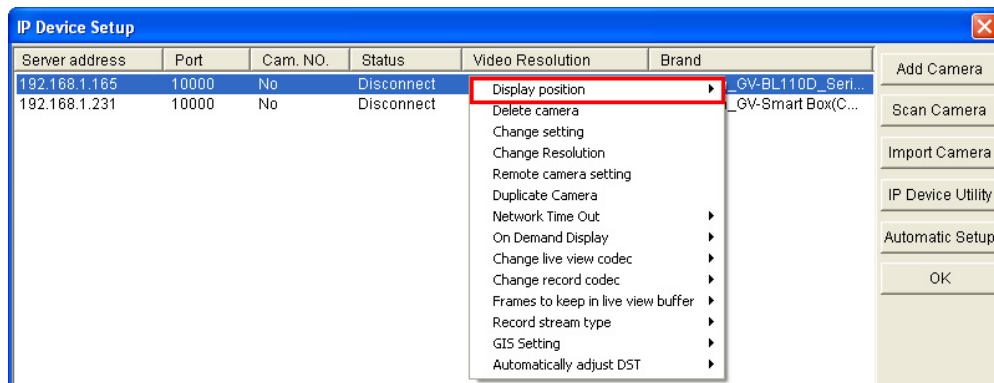 IP Device Setup
Server address Port Cam. NO. Status Video Resolution Brand
192.168.1.165 10000 No Disconnect _GV-BL110D_Seri...
192.168.1.231 10000 No Disconnect _GV-Smart Box(C...
Display position
Delete camera
Change setting
Change Resolution
Remote camera setting
Duplicate Camera
Network Time Out
On Demand Display
Change live view codec
Change record codec
Frames to keep in live view buffer
Record stream type
GIS Setting
Automatically adjust DST
Add Camera
Scan Camera
Import Camera
IP Device Utility
Automatic Setup
OK